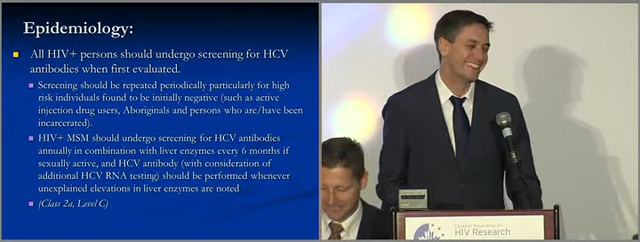 Epidemiology:
All HIV+ persons should undergo screening for HCV
antibodies when first evaluated.
Screening should be repeated periodically particularly for high
risk individuals found to be initially negative (such as active
injection drug users, Aboriginals and persons who are/have been
incarcerated).
HIV+ MSM should undergo screening for HCV antibodies
annually in combination with liver enzymes every 6 months if
sexually active, and HCV antibody (with consideration of
additional HCV RNA testing) should be performed whenever
unexplained elevations in liver enzymes are noted
(Class 2a, Level C)
Canadian Association for
HIV Research